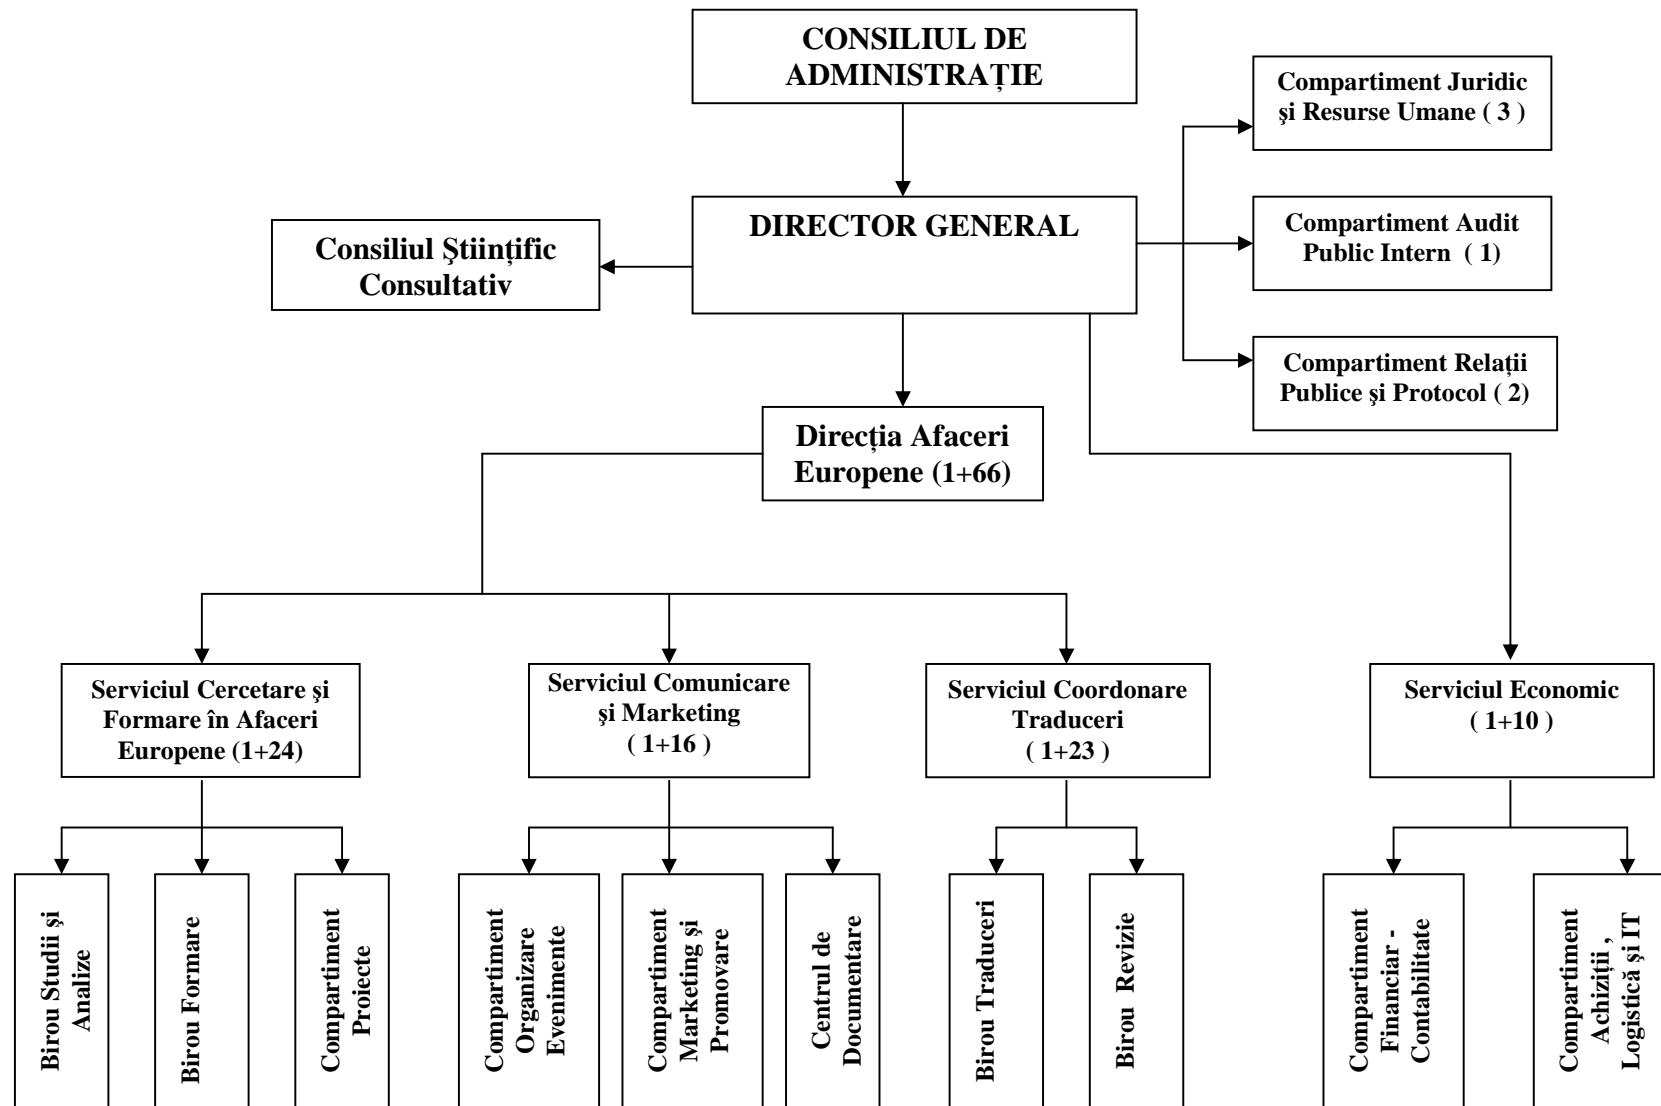 CONSILIUL DE
ADMINISTRAȚIE
Compartiment Juridic
şi Resurse Umane ( 3 )
DIRECTOR GENERAL
Consiliul Ştiințific
Consultativ
Compartiment Audit
Public Intern  ( 1)
Compartiment Relații
Publice şi Protocol ( 2)
Direcția Afaceri
Europene (1+66)
Serviciul Cercetare şi
Formare în Afaceri
Europene (1+24)
Serviciul Comunicare
şi Marketing
( 1+16 )
Serviciul Coordonare
Traduceri
( 1+23 )
Serviciul Economic
( 1+10 )
Birou Studii şi
Analize
Birou Formare
Compartiment
Proiecte
Compartiment
Organizare
Evenimente
Compartiment
Marketing şi
Promovare
Centrul de
Documentare
Birou Traduceri
Birou  Revizie
Compartiment
Financiar -
Contabilitate
Compartiment
Achiziții ,
Logistică şi IT